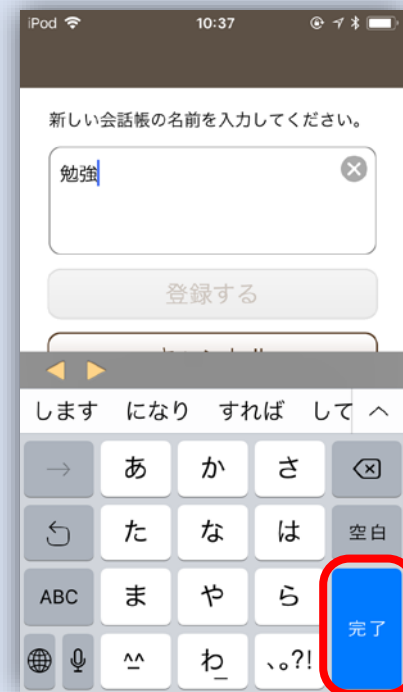 iPod 10:37
新しい会話帳の名前を入力してください。
勉強
登録する
します になり すれば して
→ あ か さ
た な は 空白
ABC ま や ら 完了
^^ わ_ 、。?!